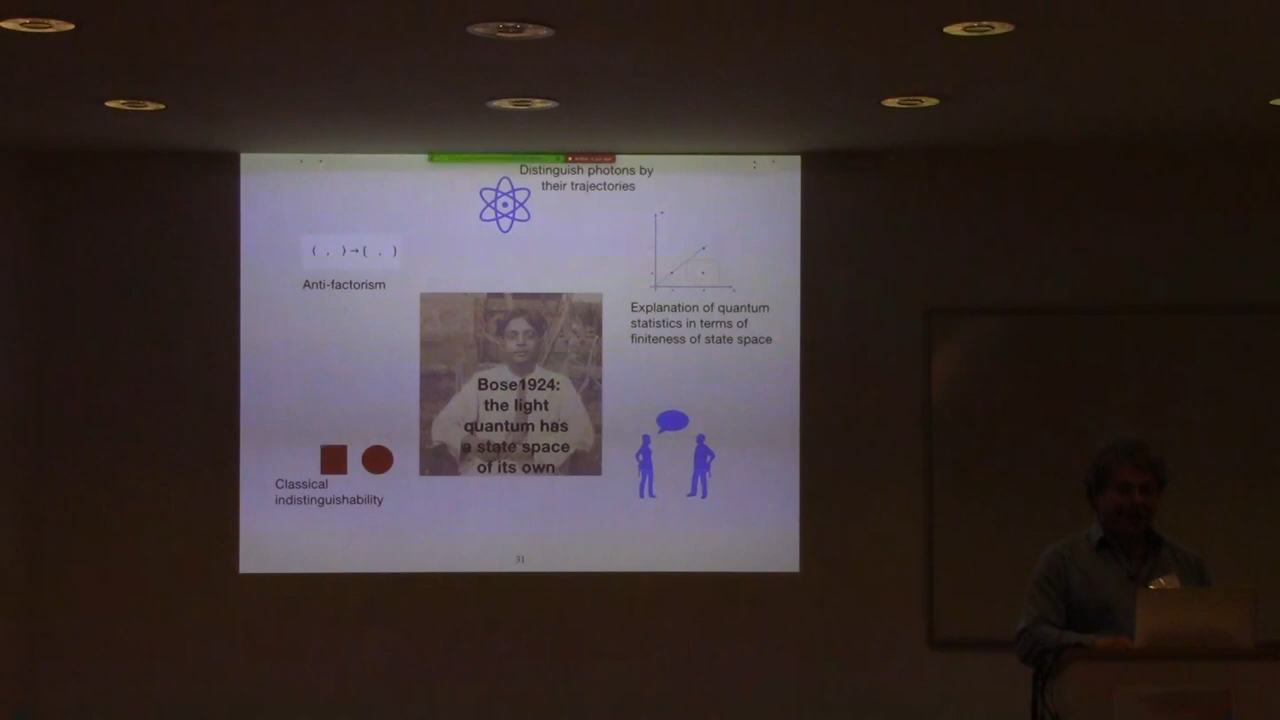 Distinguish photons by
their trajectories
( , )→{ , }
Anti-factorism
Explanation of quantum
statistics in terms of
finiteness of state space
Bose1924:
the light
quantum has
a state space
of its own
Classical
indistinguishability
31